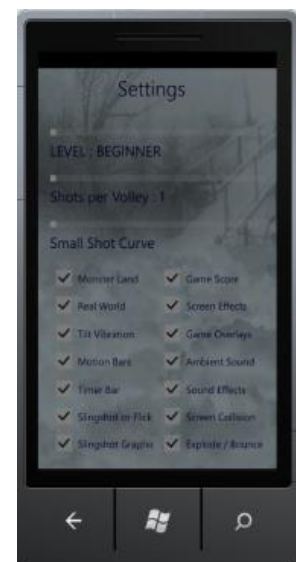 Settings
LEVEL : BEGINNER
Shots per Volley : 1
Small Shot Curve
Monster Land
Game Score
Real World
Screen Effects
Tilt Vibration
Game Overlays
Motion Bars
Ambient Sound
Timer Bar
Sound Effects
Slingshot or Flick
Screen Collision
Slingshot Graphic
Explode / Bounce